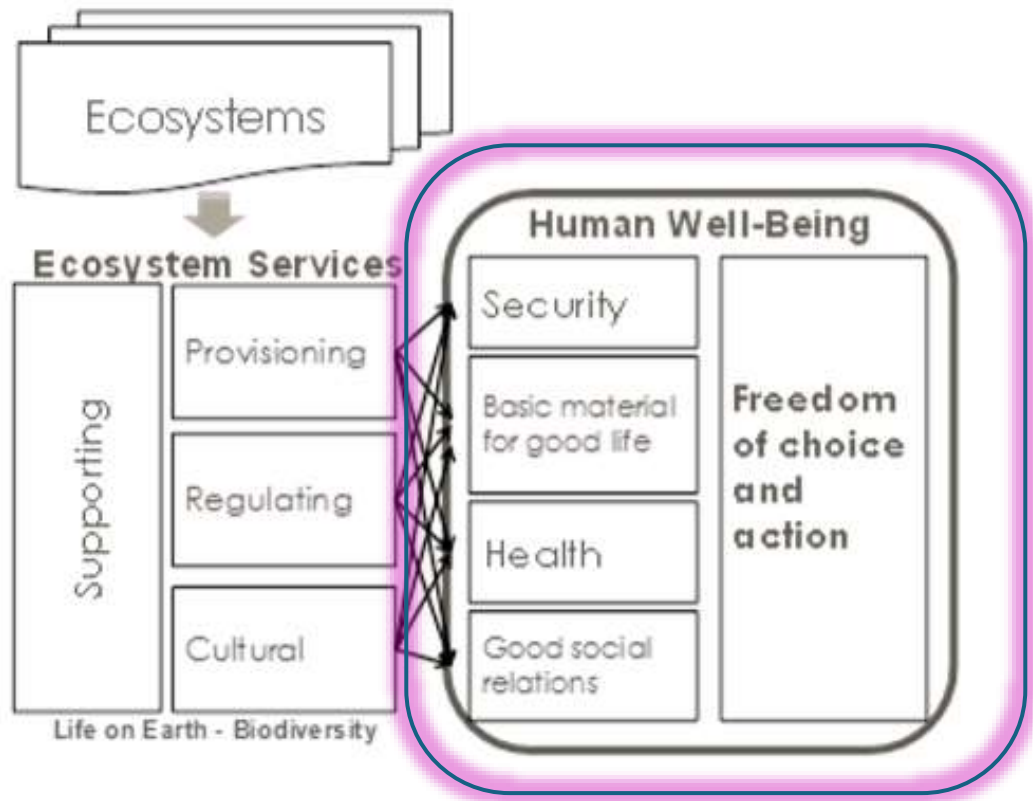 Ecosystems
Ecosystem Services
Supporting
Provisioning
Regulating
Cultural
Life on Earth - Biodiversity
Human Well-Being
Security
Basic material
for good life
Health
Good social
relations
Freedom
of choice
and
action